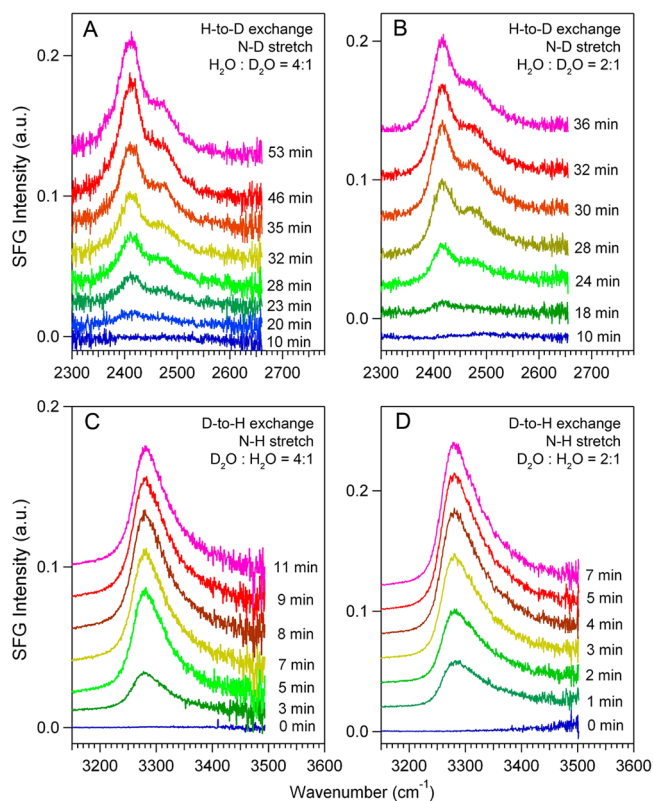 A
H-to-D exchange
N-D stretch
H₂O : D₂O = 4:1
0.2
0.1
0.0
SFG Intensity (a.u.)
53 min
46 min
35 min
32 min
28 min
23 min
20 min
10 min
2300 2400 2500 2600 2700
B
H-to-D exchange
N-D stretch
H₂O : D₂O = 2:1
0.2
0.1
0.0
36 min
32 min
30 min
28 min
24 min
18 min
10 min
2300 2400 2500 2600 2700
C
D-to-H exchange
N-H stretch
D₂O : H₂O = 4:1
0.2
0.1
0.0
SFG Intensity (a.u.)
11 min
9 min
8 min
7 min
5 min
3 min
0 min
3200 3300 3400 3500 3600
D
D-to-H exchange
N-H stretch
D₂O : H₂O = 2:1
0.2
0.1
0.0
7 min
5 min
4 min
3 min
2 min
1 min
0 min
3200 3300 3400 3500 3600
Wavenumber (cm⁻¹)